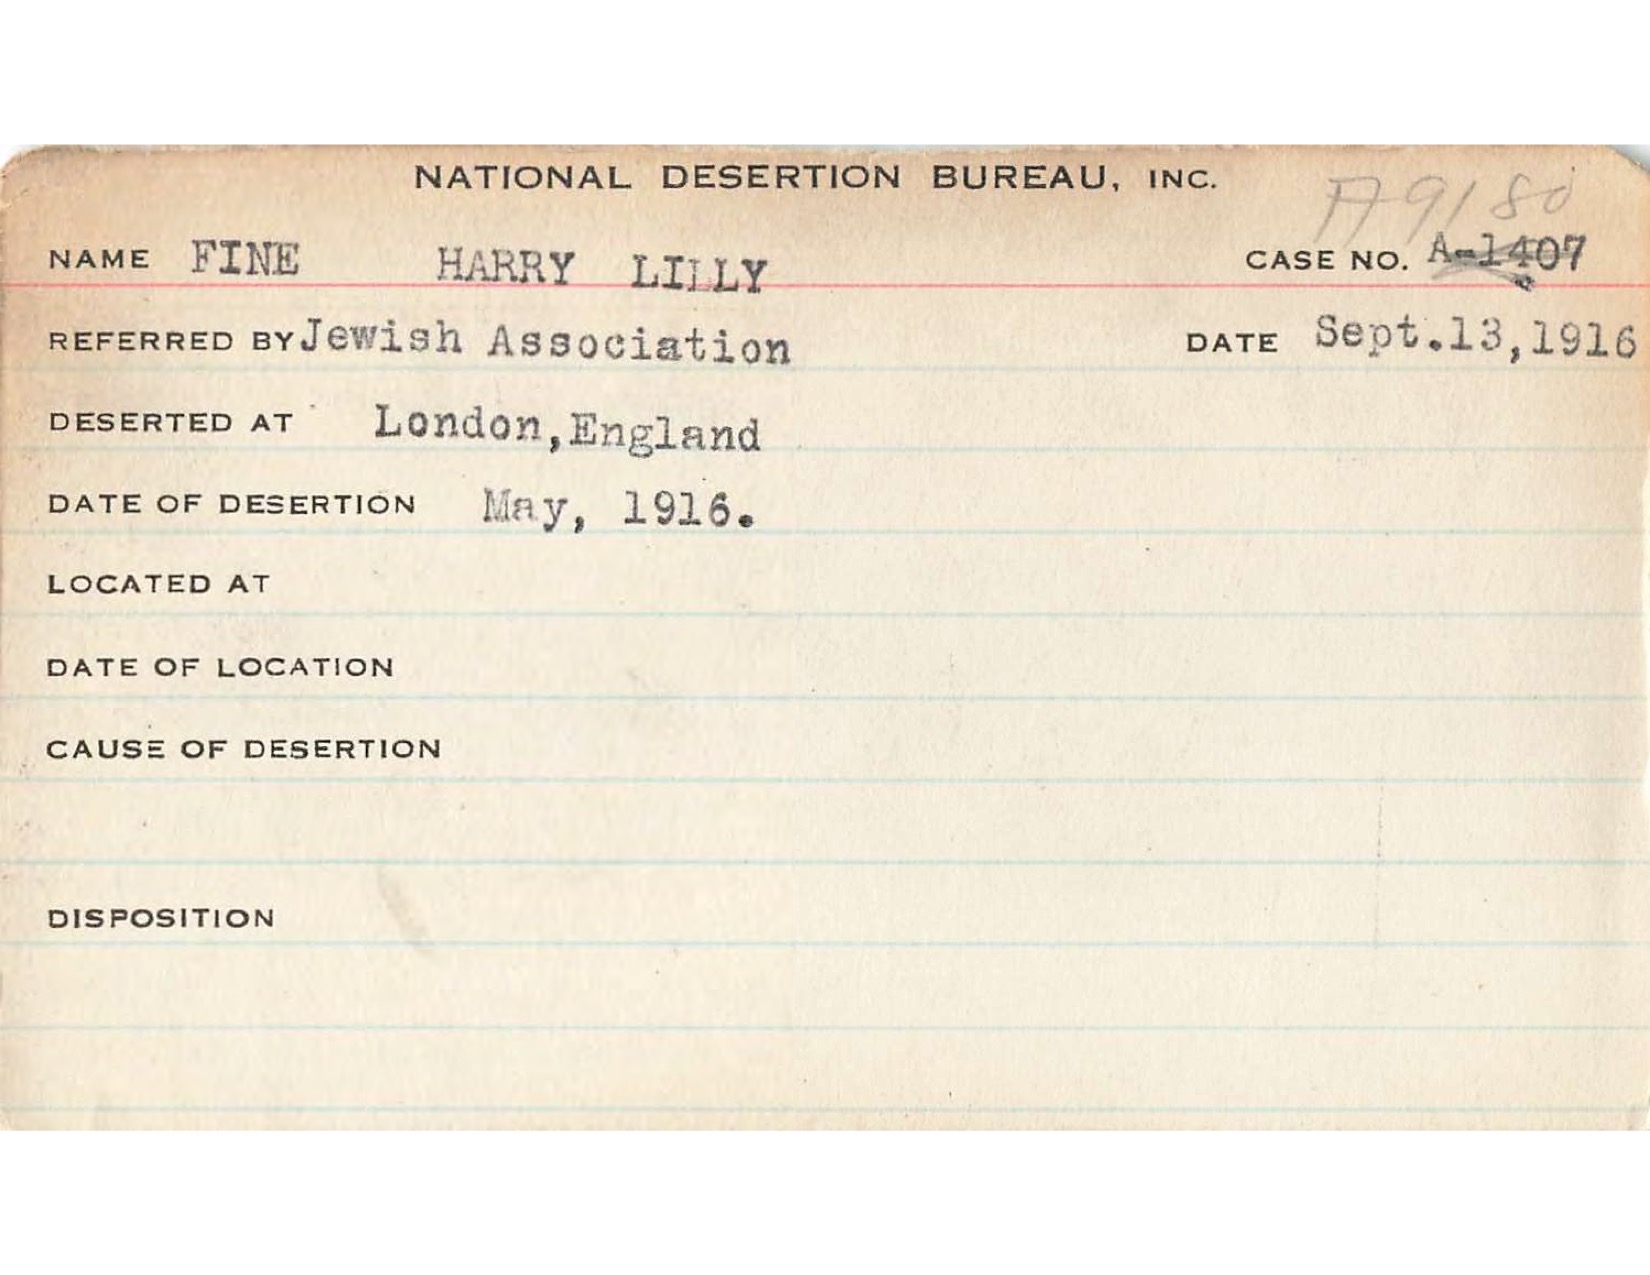 NATIONAL DESERTION BUREAU, INC.
A9180
NAME FINE HARRY LILLY CASE NO. A-1407
REFERRED BY Jewish Association DATE Sept.13,1916
DESERTED AT London,England
DATE OF DESERTION May, 1916.
LOCATED AT
DATE OF LOCATION
CAUSE OF DESERTION
DISPOSITION